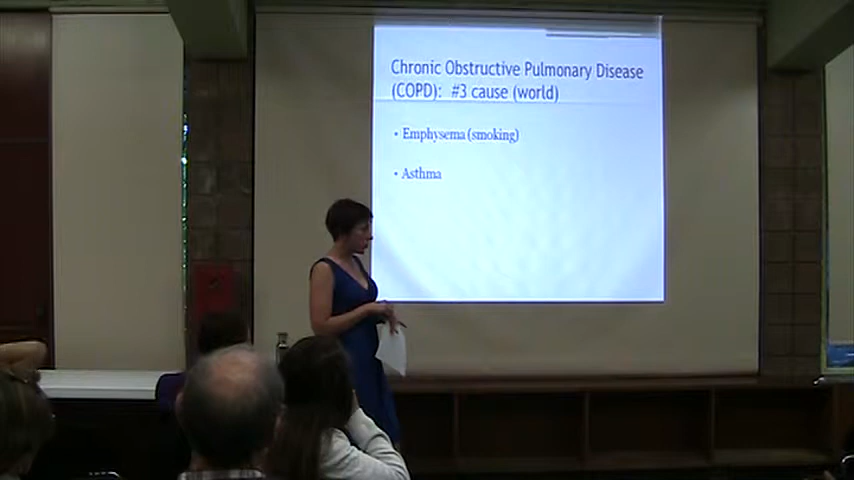 Chronic Obstructive Pulmonary Disease
(COPD): #3 cause (world)
• Emphysema (smoking)
• Asthma